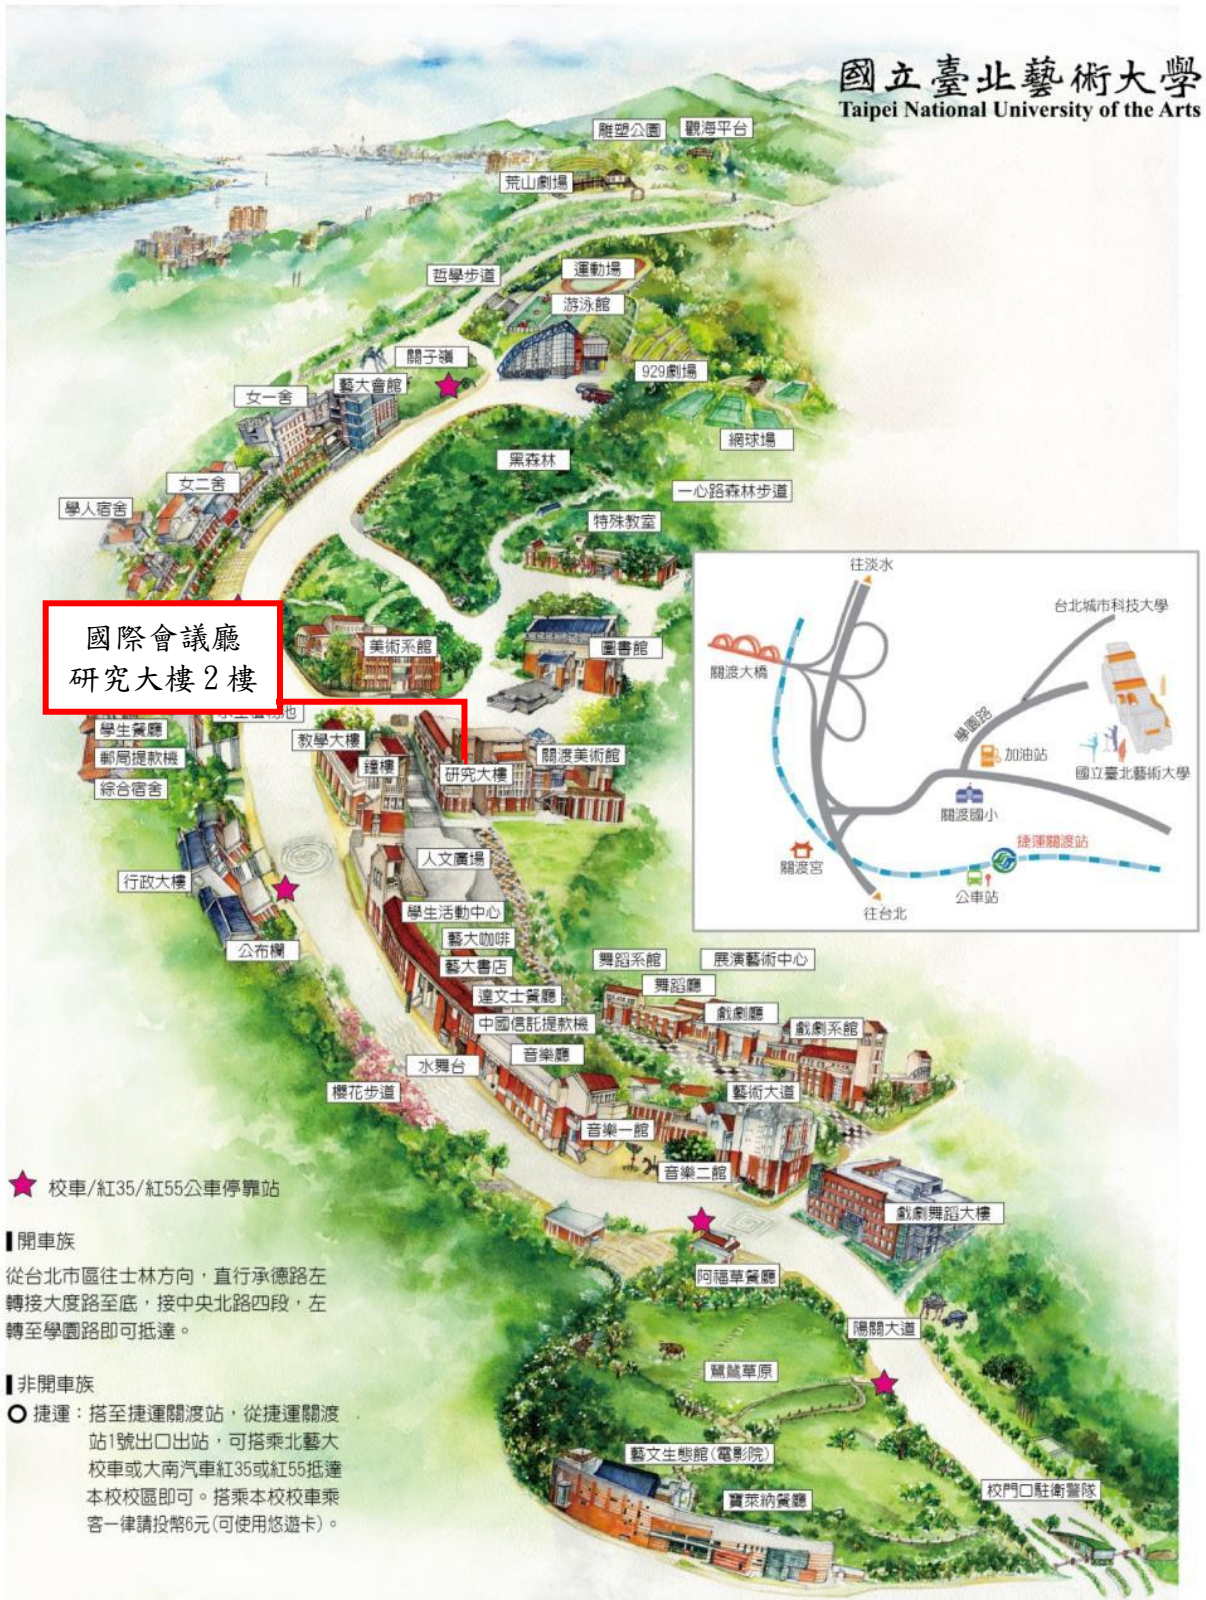 國立臺北藝術大學
Taipei National University of the Arts
雕塑公園
觀海平台
荒山劇場
哲學步道
運動場
游泳館
關子嶺
929劇場
藝大會館
女一舍
網球場
黑森林
女二舍
一心路森林步道
學人宿舍
特殊教室
國際會議廳
研究大樓2樓
美術系館
圖書館
學生餐廳
郵局提款機
綜合宿舍
教學大樓
鐘樓
研究大樓
關渡美術館
往淡水
台北城市科技大學
關渡大橋
學園路
加油站
國立臺北藝術大學
關渡國小
捷運關渡站
關渡宮
公車站
往台北
人文廣場
行政大樓
學生活動中心
公布欄
藝大咖啡
藝大書店
達文士餐廳
中國信託提款機
音樂廳
水舞台
櫻花步道
舞蹈系館
展演藝術中心
舞蹈廳
戲劇廳
戲劇系館
藝術大道
音樂一館
音樂二館
戲劇舞蹈大樓
阿福草餐廳
陽關大道
鷺鷥草原
藝文生態館(電影院)
寶萊納餐廳
校門口駐衛警隊
校車/紅35/紅55公車停靠站
開車族
從台北市區往士林方向，直行承德路左
轉接大度路至底，接中央北路四段，左
轉至學園路即可抵達。
非開車族
捷運：搭至捷運關渡站，從捷運關渡
站1號出口出站，可搭乘北藝大
校車或大南汽車紅35或紅55抵達
本校校區即可。搭乘本校校車乘
客一律請投幣6元(可使用悠遊卡)。